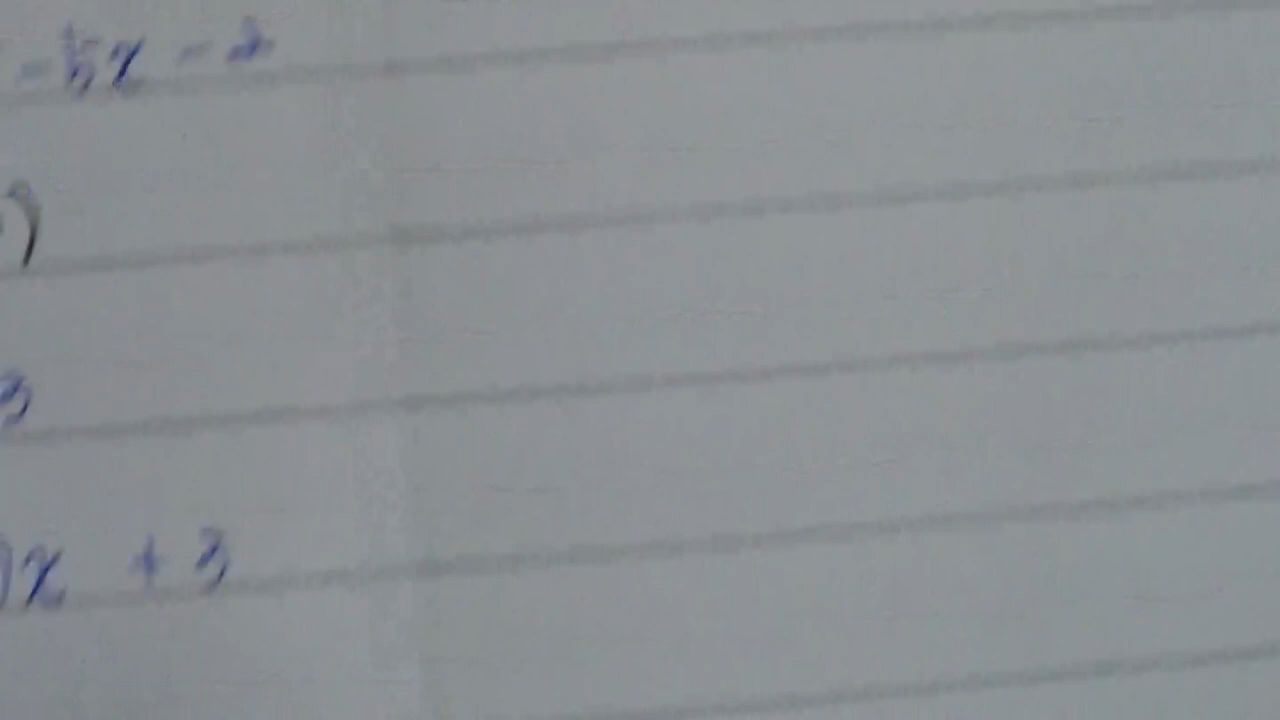 -5x - 2
)
3
)x + 3